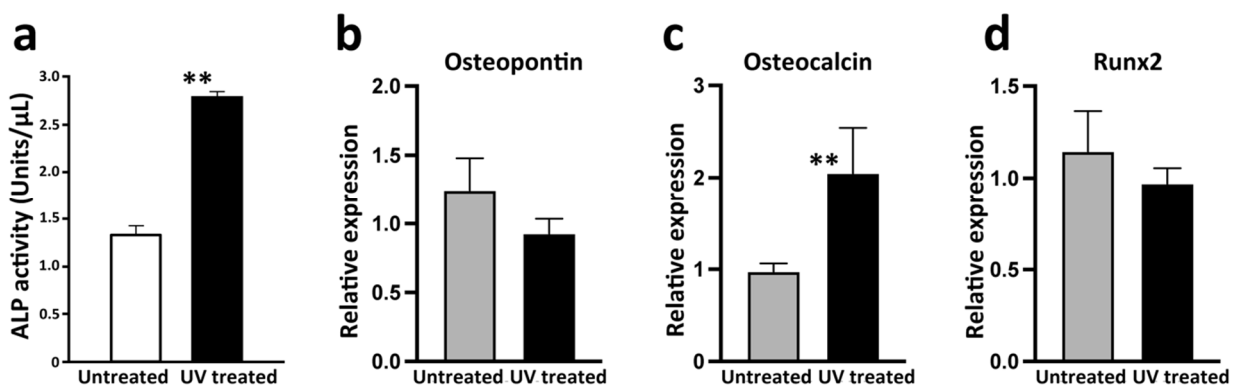 a
ALP activity (Units/µL)
3.0
2.5
2.0
1.5
1.0
0.5
0
**
Untreated UV treated
b
Osteopontin
Relative expression
2.0
1.5
1.0
0.5
0.0
Untreated UV treated
c
Osteocalcin
Relative expression
3
2
1
0
**
Untreated UV treated
d
Runx2
Relative expression
1.5
1.0
0.5
0.0
Untreated UV treated